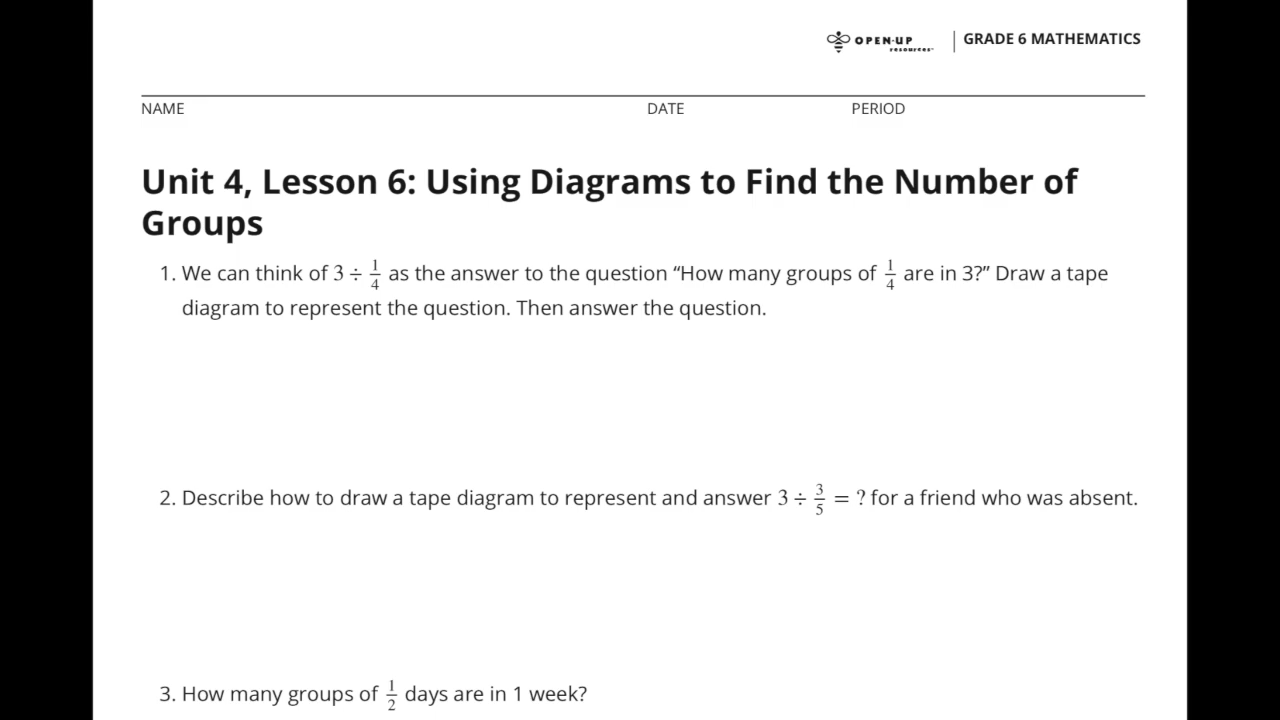 OPEN-UP resources | GRADE 6 MATHEMATICS
NAME DATE PERIOD
Unit 4, Lesson 6: Using Diagrams to Find the Number of
Groups
1. We can think of 3 ÷ 1/4 as the answer to the question “How many groups of 1/4 are in 3?” Draw a tape
diagram to represent the question. Then answer the question.
2. Describe how to draw a tape diagram to represent and answer 3 ÷ 3/5 = ? for a friend who was absent.
3. How many groups of 1/2 days are in 1 week?